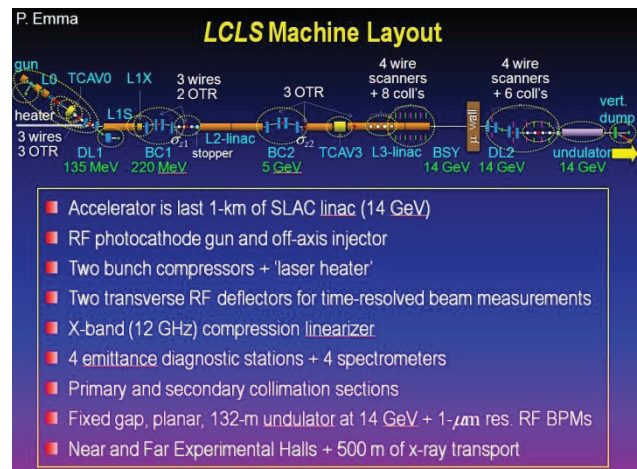 P. Emma
LCLS Machine Layout
gun
L0
TCAV0
L1X
3 wires
2 OTR
3 OTR
4 wire
scanners
+ 8 coll's
4 wire
scanners
+ 6 coll's
vert.
dump
heater
L1S
μ wall
3 wires
3 OTR
σz1
L2-linac
stopper
σz2
DL1
BC1
BC2
TCAV3
L3-linac
BSY
DL2
undulator
135 MeV
220 MeV
5 GeV
14 GeV
14 GeV
14 GeV
Accelerator is last 1-km of SLAC linac (14 GeV)
RF photocathode gun and off-axis injector
Two bunch compressors + ‘laser heater’
Two transverse RF deflectors for time-resolved beam measurements
X-band (12 GHz) compression linearizer
4 emittance diagnostic stations + 4 spectrometers
Primary and secondary collimation sections
Fixed gap, planar, 132-m undulator at 14 GeV + 1-μm res. RF BPMs
Near and Far Experimental Halls + 500 m of x-ray transport